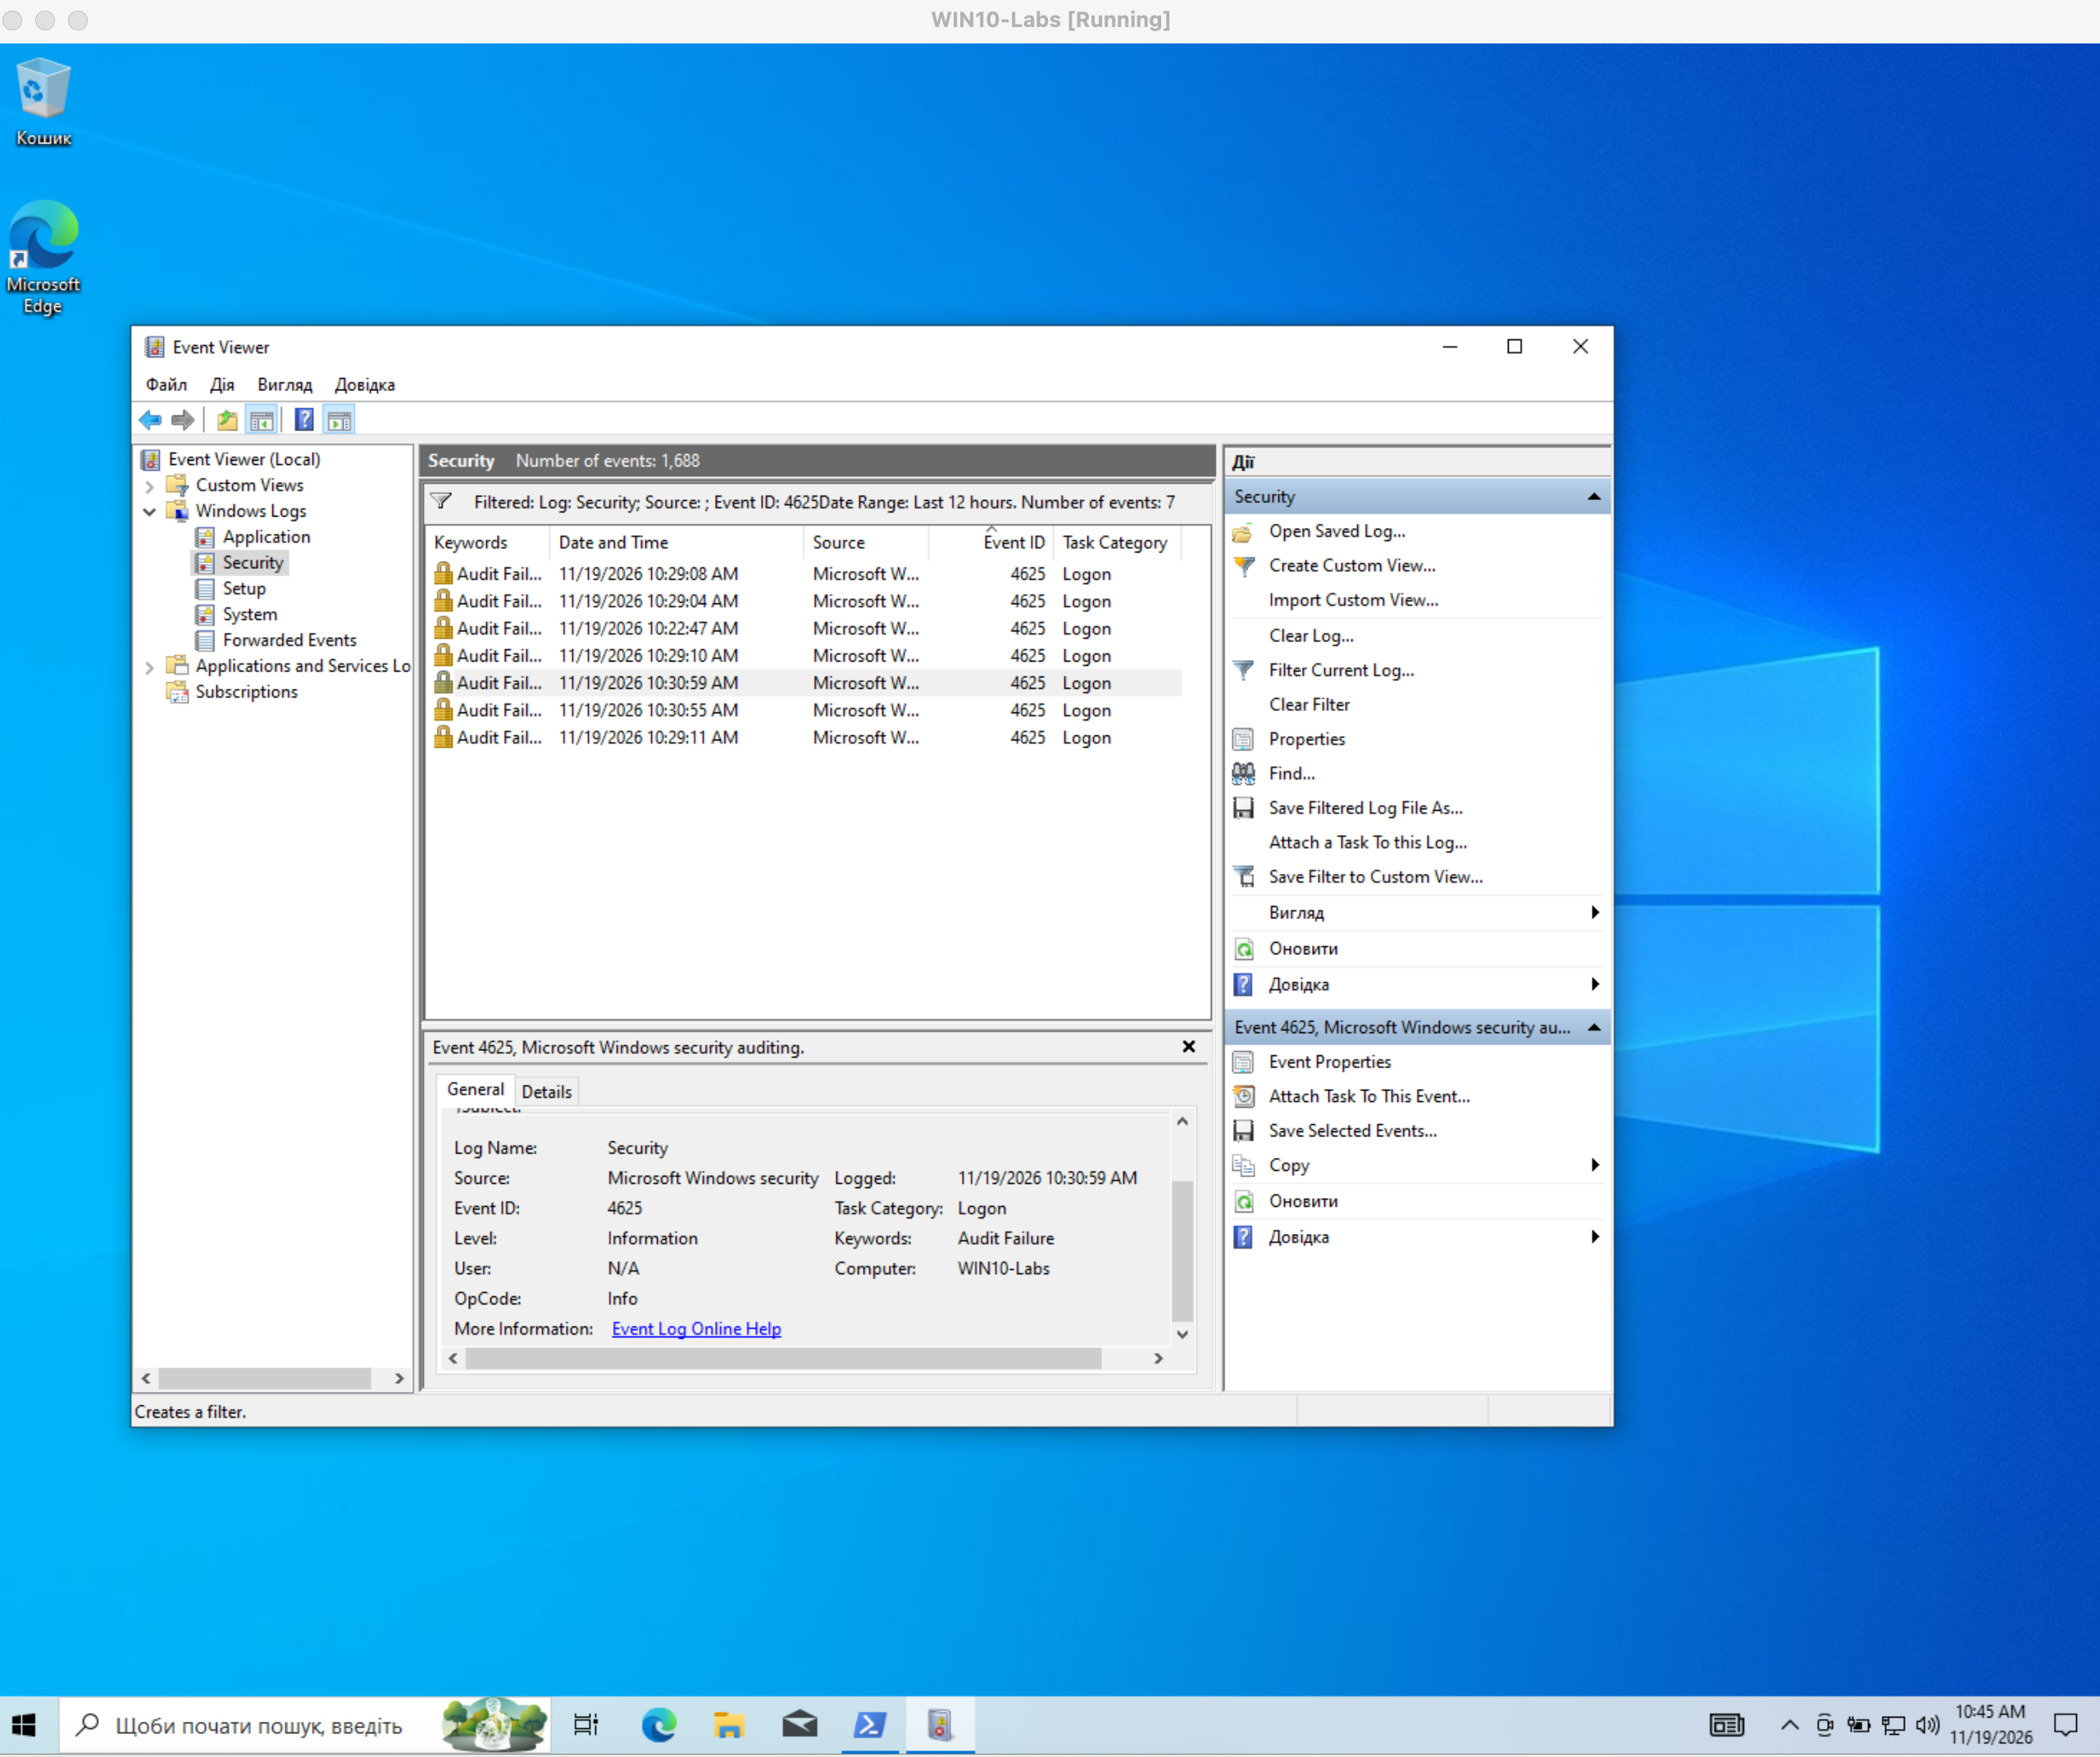 WIN10-Labs [Running]
Кошик
Microsoft
Edge
Event Viewer
Файл Дія Вигляд Довідка
Event Viewer (Local)
Custom Views
Windows Logs
Application
Security
Setup
System
Forwarded Events
Applications and Services Lo
Subscriptions
Security Number of events: 1,688
Filtered: Log: Security; Source: ; Event ID: 4625Date Range: Last 12 hours. Number of events: 7
Keywords Date and Time Source Event ID Task Category
Audit Fail... 11/19/2026 10:29:08 AM Microsoft W... 4625 Logon
Audit Fail... 11/19/2026 10:29:04 AM Microsoft W... 4625 Logon
Audit Fail... 11/19/2026 10:22:47 AM Microsoft W... 4625 Logon
Audit Fail... 11/19/2026 10:29:10 AM Microsoft W... 4625 Logon
Audit Fail... 11/19/2026 10:30:59 AM Microsoft W... 4625 Logon
Audit Fail... 11/19/2026 10:30:55 AM Microsoft W... 4625 Logon
Audit Fail... 11/19/2026 10:29:11 AM Microsoft W... 4625 Logon
Event 4625, Microsoft Windows security auditing.
General Details
Subject:
Log Name: Security
Source: Microsoft Windows security Logged: 11/19/2026 10:30:59 AM
Event ID: 4625 Task Category: Logon
Level: Information Keywords: Audit Failure
User: N/A Computer: WIN10-Labs
OpCode: Info
More Information: Event Log Online Help
Дії
Security
Open Saved Log...
Create Custom View...
Import Custom View...
Clear Log...
Filter Current Log...
Clear Filter
Properties
Find...
Save Filtered Log File As...
Attach a Task To this Log...
Save Filter to Custom View...
Вигляд
Оновити
Довідка
Event 4625, Microsoft Windows security au...
Event Properties
Attach Task To This Event...
Save Selected Events...
Copy
Оновити
Довідка
Creates a filter.
Щоби почати пошук, введіть
10:45 AM
11/19/2026